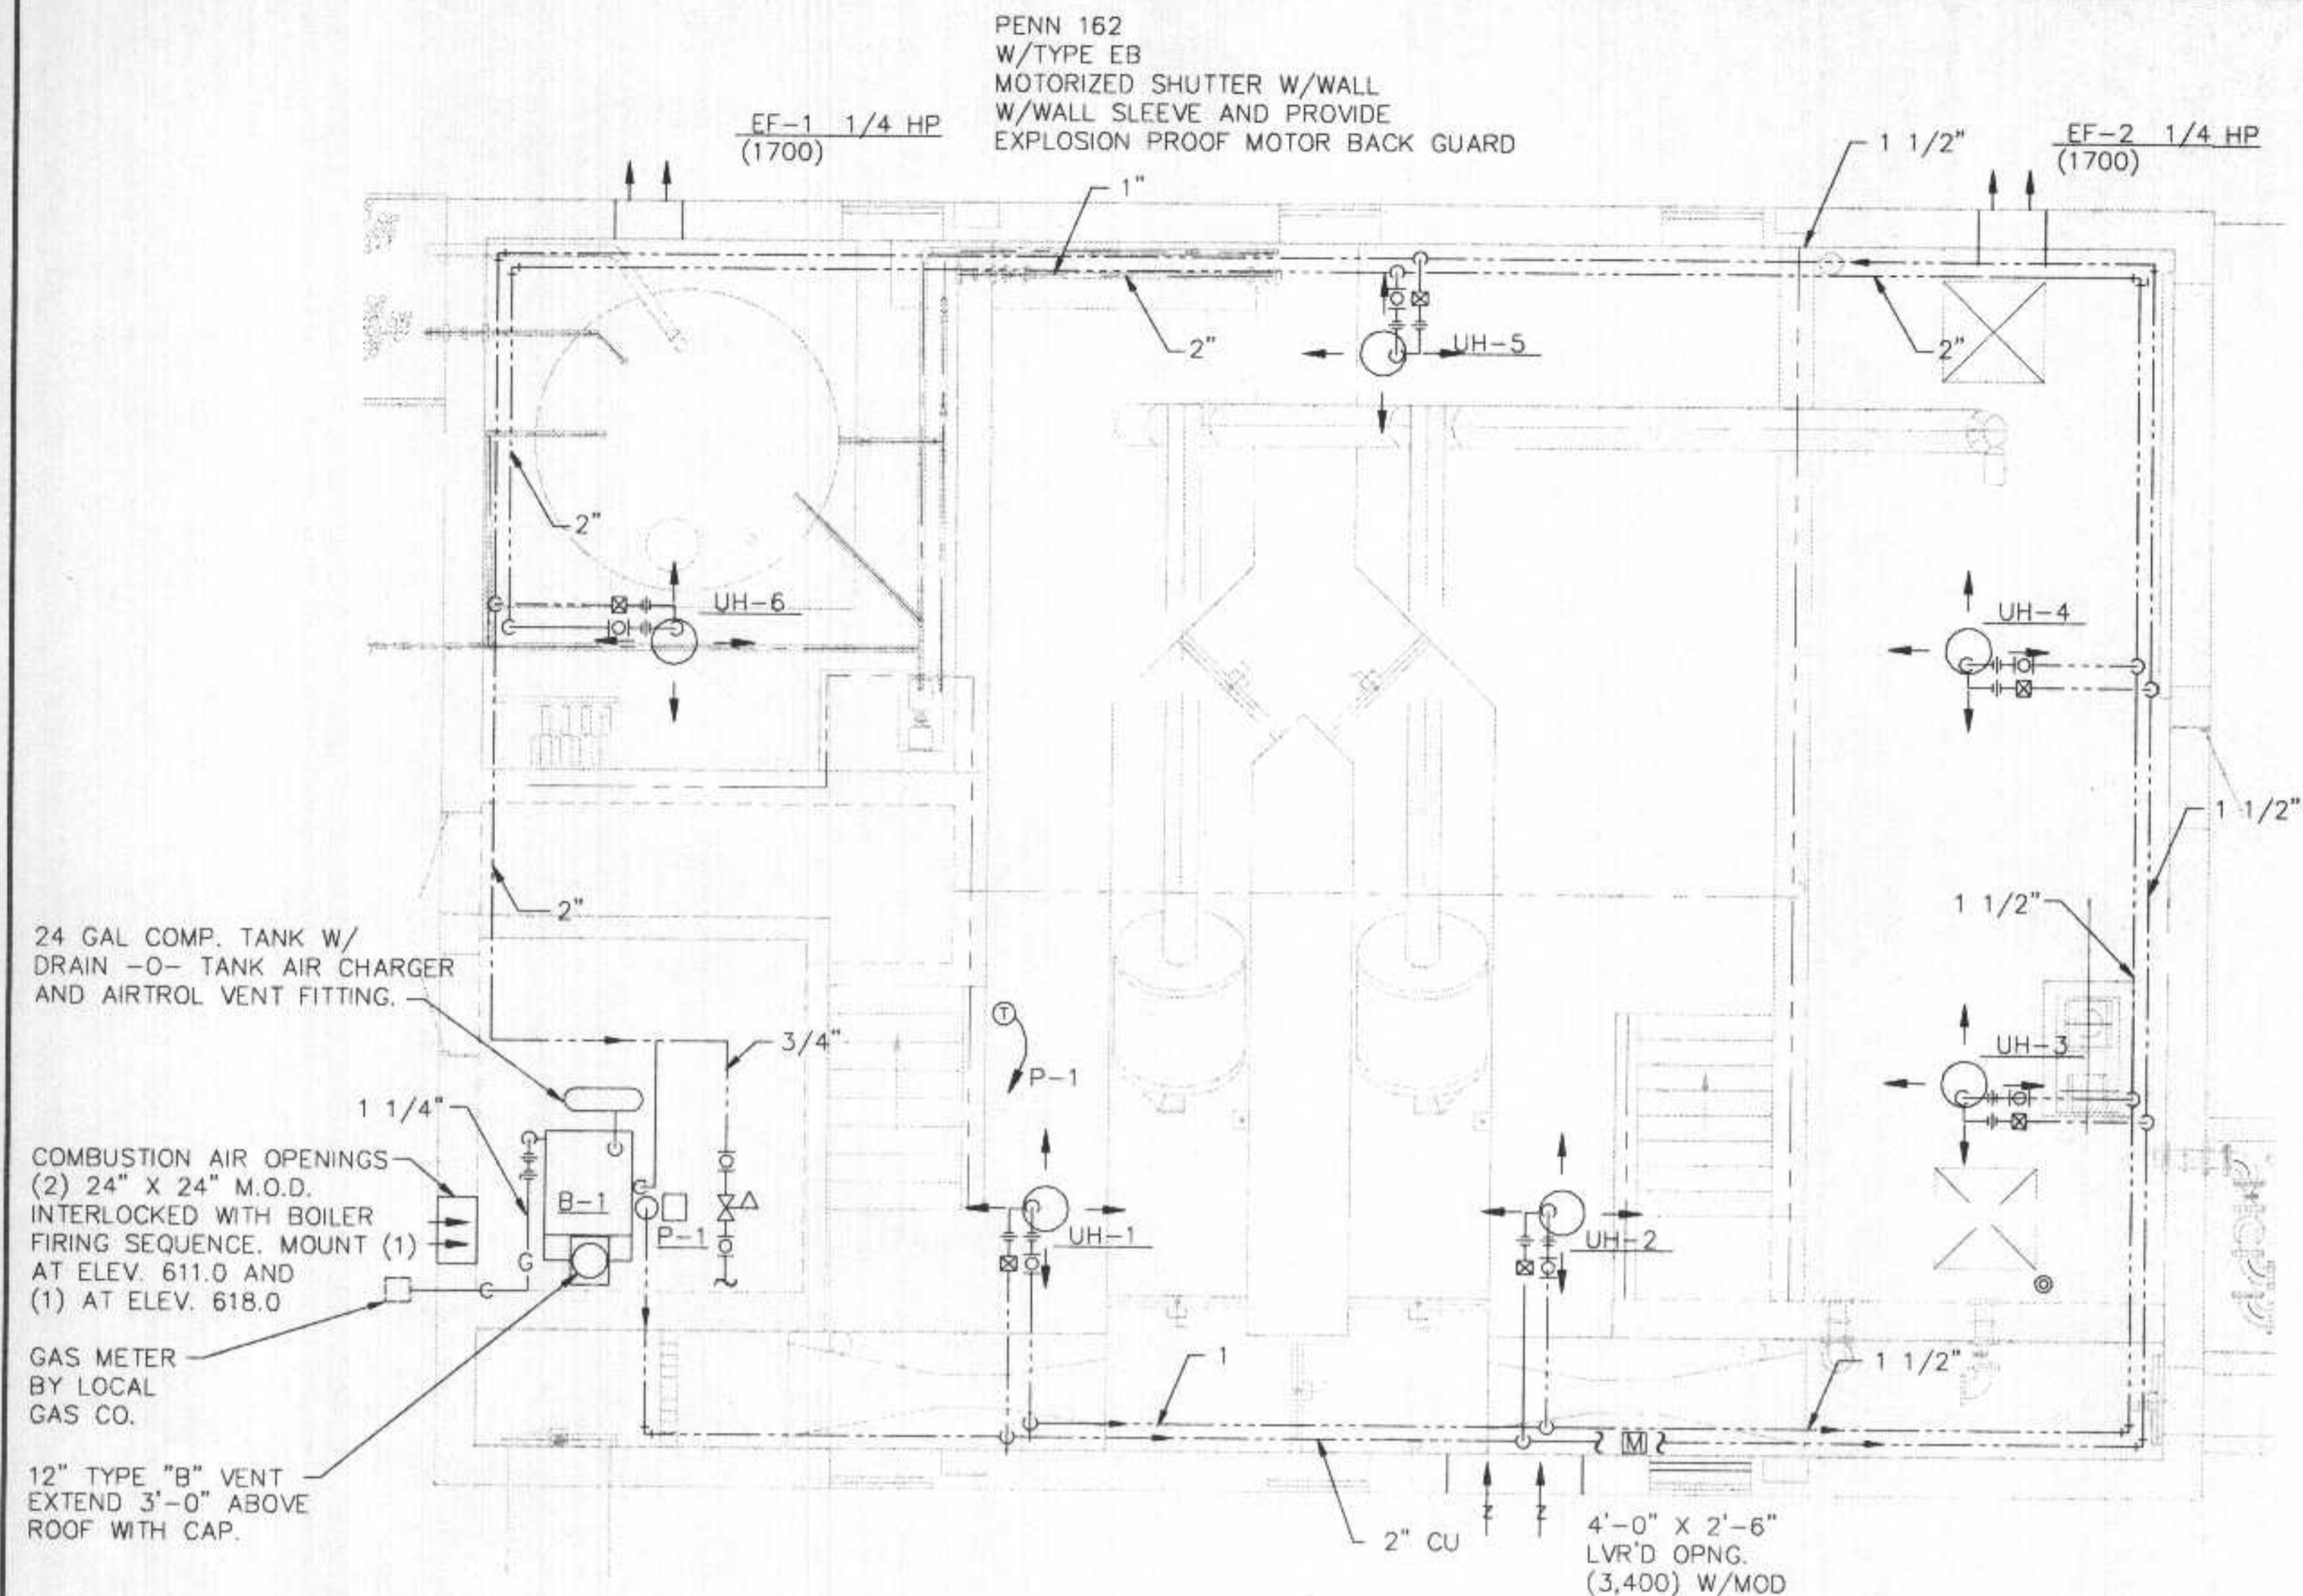 PENN 162
W/TYPE EB
MOTORIZED SHUTTER W/WALL
W/WALL SLEEVE AND PROVIDE
EXPLOSION PROOF MOTOR BACK GUARD
EF-1 1/4 HP
(1700)
1 1/2"
EF-2 1/4 HP
(1700)
1"
2"
UH-5
2"
2"
UH-6
UH-4
1 1/2"
1 1/2"
2"
24 GAL COMP. TANK W/
DRAIN -O- TANK AIR CHARGER
AND AIRTROL VENT FITTING.
3/4"
T
P-1
UH-3
1 1/4"
COMBUSTION AIR OPENINGS
(2) 24" X 24" M.O.D.
INTERLOCKED WITH BOILER
FIRING SEQUENCE. MOUNT (1)
AT ELEV. 611.0 AND
(1) AT ELEV. 618.0
B-1
P-1
G
G
UH-1
UH-2
GAS METER
BY LOCAL
GAS CO.
1
1 1/2"
M
12" TYPE "B" VENT
EXTEND 3'-0" ABOVE
ROOF WITH CAP.
2" CU
Z
Z
4'-0" X 2'-6"
LVR'D OPNG.
(3,400) W/MOD